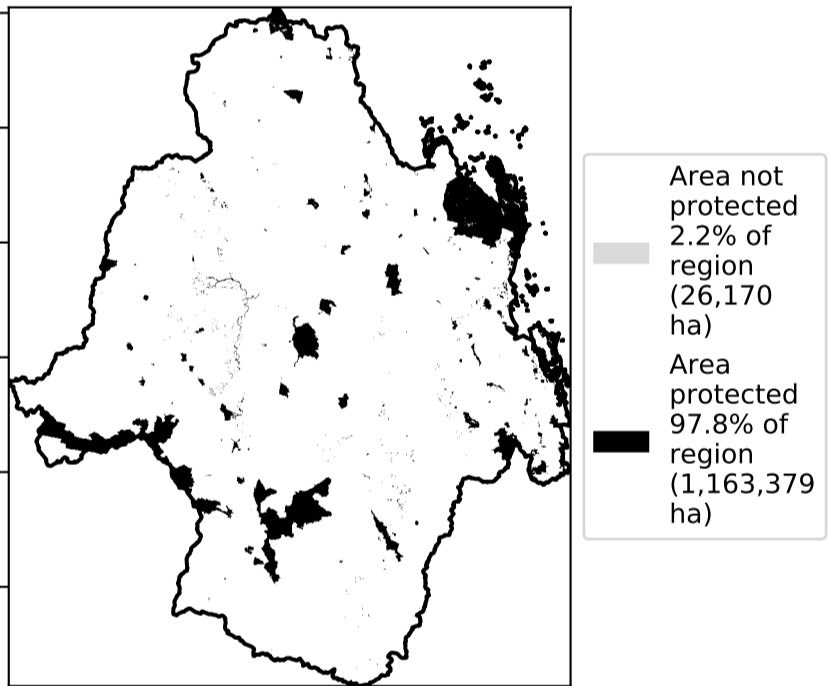 Area not
protected
2.2% of
region
(26,170
ha)
Area
protected
97.8% of
region
(1,163,379
ha)